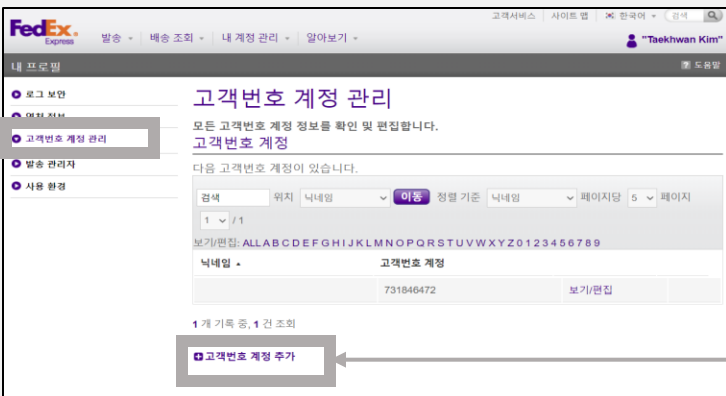 고객서비스 사이트 맵 한국어 검색
FedEx.
Express
발송 배송 조회 내 계정 관리 알아보기
"Taekhwan Kim"
내 프로필
? 도움말
로그 보안
고객번호 계정 관리
발송 관리자
사용 환경
고객번호 계정 관리
모든 고객번호 계정 정보를 확인 및 편집합니다.
고객번호 계정
다음 고객번호 계정이 있습니다.
검색 위치 닉네임 이동 정렬 기준 닉네임 페이지당 5 페이지
1 / 1
보기/편집: ALL A B C D E F G H I J K L M N O P Q R S T U V W X Y Z 0 1 2 3 4 5 6 7 8 9
닉네임 고객번호 계정
731846472 보기/편집
1 개 기록 중, 1 건 조회
고객번호 계정 추가